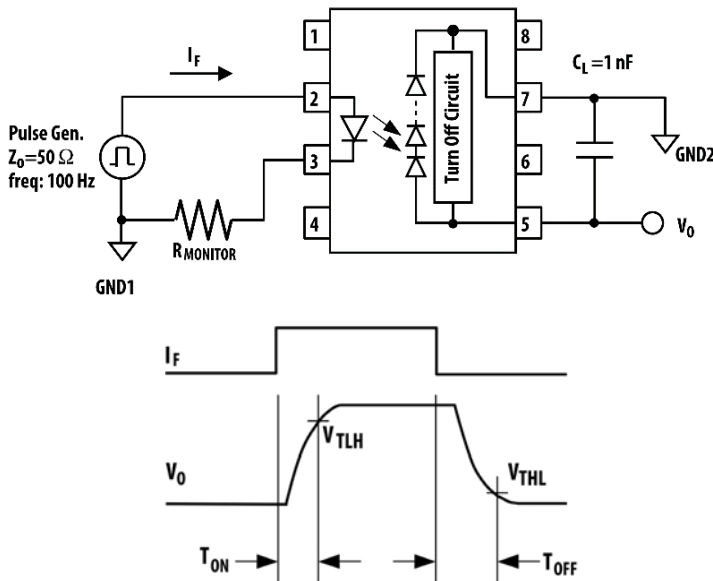 1
8
I_F
C_L=1 nF
2
7
Pulse Gen.
Z_o=50 Ω
freq: 100 Hz
Turn Off Circuit
GND2
3
6
4
5
V_O
R_MONITOR
GND1
I_F
V_TLH
V_O
V_THL
T_ON
T_OFF